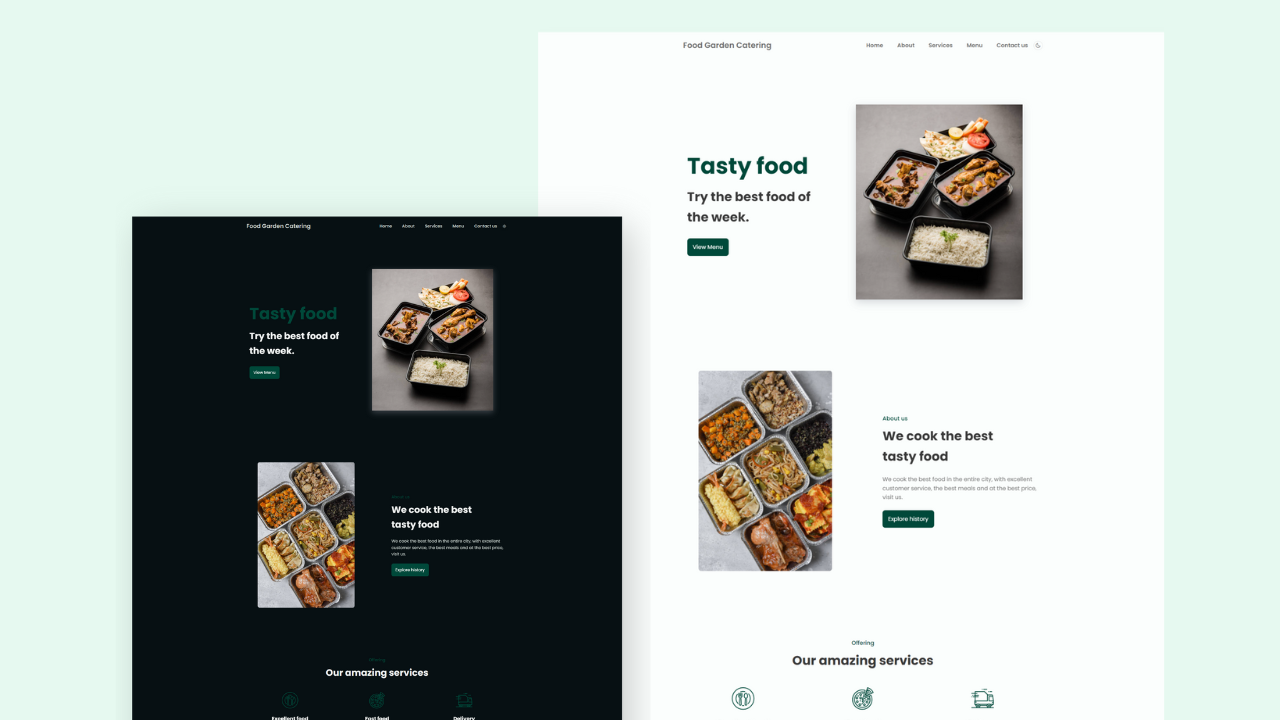 Food Garden Catering
Home About Services Menu Contact us
Tasty food
Try the best food of
the week.
View Menu
About us
We cook the best
tasty food
We cook the best food in the entire city, with excellent
customer service, the best meals and at the best price,
visit us.
Explore history
Offering
Our amazing services
Food Garden Catering
Home About Services Menu Contact us
Tasty food
Try the best food of
the week.
View Menu
About us
We cook the best
tasty food
We cook the best food in the entire city, with excellent
customer service, the best meals and at the best price,
visit us.
Explore history
Offering
Our amazing services
Excellent food Fast food Delivery